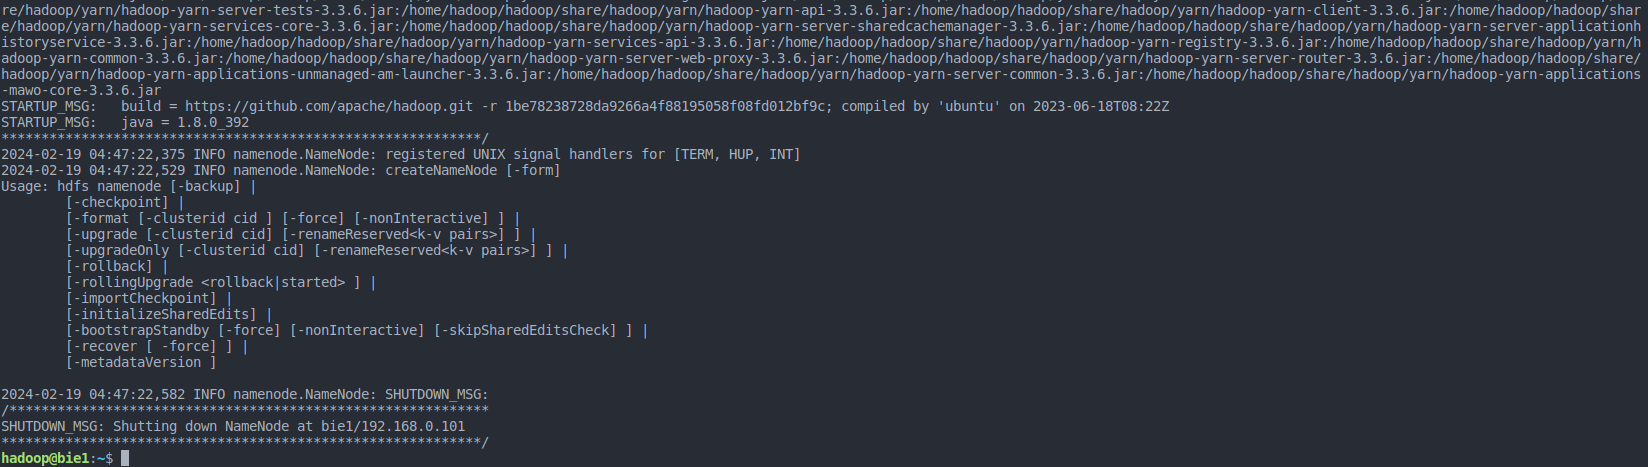 re/hadoop/yarn/hadoop-yarn-server-tests-3.3.6.jar:/home/hadoop/hadoop/share/hadoop/yarn/hadoop-yarn-api-3.3.6.jar:/home/hadoop/hadoop/share/hadoop/yarn/hadoop-yarn-client-3.3.6.jar:/home/hadoop/hadoop/shar
e/hadoop/yarn/hadoop-yarn-services-core-3.3.6.jar:/home/hadoop/hadoop/share/hadoop/yarn/hadoop-yarn-server-sharedcachemanager-3.3.6.jar:/home/hadoop/hadoop/share/hadoop/yarn/hadoop-yarn-server-applicationh
istoryservice-3.3.6.jar:/home/hadoop/hadoop/share/hadoop/yarn/hadoop-yarn-services-api-3.3.6.jar:/home/hadoop/hadoop/share/hadoop/yarn/hadoop-yarn-registry-3.3.6.jar:/home/hadoop/hadoop/share/hadoop/yarn/h
adoop-yarn-common-3.3.6.jar:/home/hadoop/hadoop/share/hadoop/yarn/hadoop-yarn-server-web-proxy-3.3.6.jar:/home/hadoop/hadoop/share/hadoop/yarn/hadoop-yarn-server-router-3.3.6.jar:/home/hadoop/hadoop/share/
hadoop/yarn/hadoop-yarn-applications-unmanaged-am-launcher-3.3.6.jar:/home/hadoop/hadoop/share/hadoop/yarn/hadoop-yarn-server-common-3.3.6.jar:/home/hadoop/hadoop/share/hadoop/yarn/hadoop-yarn-applications
-mawo-core-3.3.6.jar
STARTUP_MSG:   build = https://github.com/apache/hadoop.git -r 1be78238728da9266a4f88195058f08fd012bf9c; compiled by 'ubuntu' on 2023-06-18T08:22Z
STARTUP_MSG:   java = 1.8.0_392
************************************************************/
2024-02-19 04:47:22,375 INFO namenode.NameNode: registered UNIX signal handlers for [TERM, HUP, INT]
2024-02-19 04:47:22,529 INFO namenode.NameNode: createNameNode [-form]
Usage: hdfs namenode [-backup] |
        [-checkpoint] |
        [-format [-clusterid cid ] [-force] [-nonInteractive] ] |
        [-upgrade [-clusterid cid] [-renameReserved<k-v pairs>] ] |
        [-upgradeOnly [-clusterid cid] [-renameReserved<k-v pairs>] ] |
        [-rollback] |
        [-rollingUpgrade <rollback|started> ] |
        [-importCheckpoint] |
        [-initializeSharedEdits] |
        [-bootstrapStandby [-force] [-nonInteractive] [-skipSharedEditsCheck] ] |
        [-recover [ -force] ] |
        [-metadataVersion ]
2024-02-19 04:47:22,582 INFO namenode.NameNode: SHUTDOWN_MSG:
/************************************************************
SHUTDOWN_MSG: Shutting down NameNode at bie1/192.168.0.101
************************************************************/
hadoop@bie1:~$